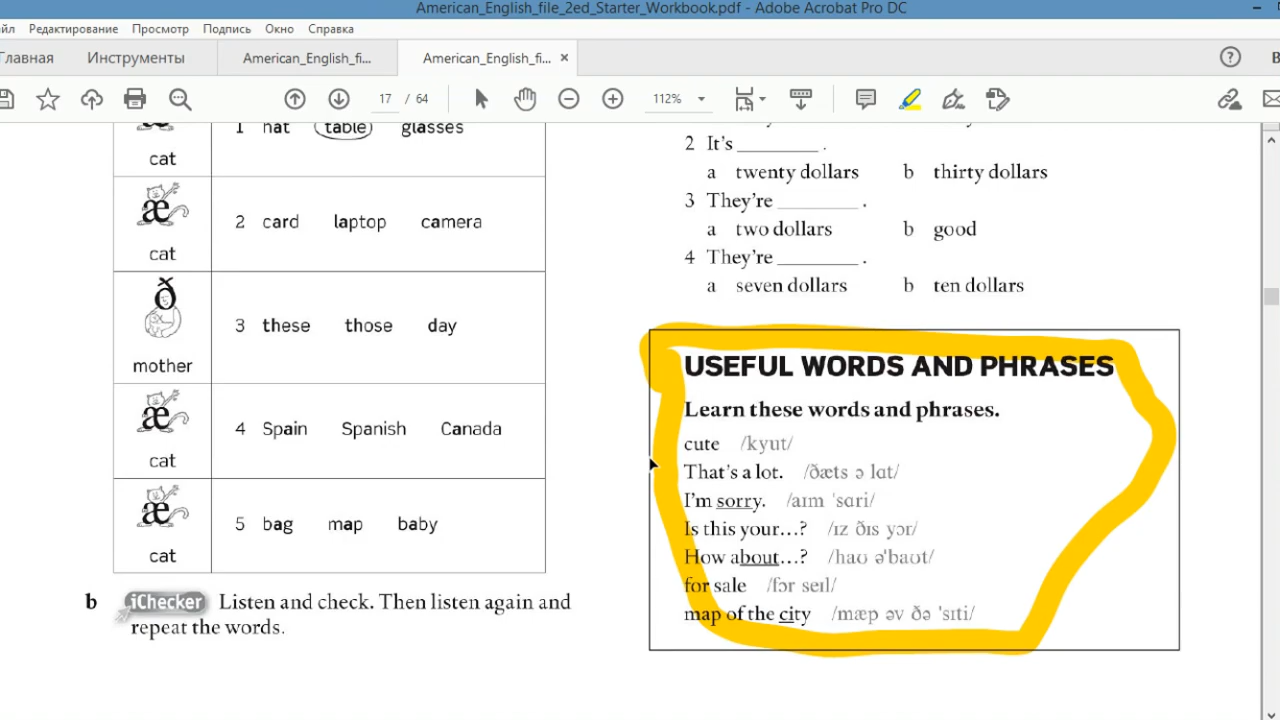 American_English_file_2ed_Starter_Workbook.pdf - Adobe Acrobat Pro DC
Редактирование Просмотр Подпись Окно Справка
Главная Инструменты American_English_fi... American_English_fi... ×
17 / 64 112%
1 hat table glasses
cat
æ
2 card laptop camera
cat
ð
3 these those day
mother
æ
4 Spain Spanish Canada
cat
æ
5 bag map baby
cat
b iChecker Listen and check. Then listen again and
repeat the words.
2 It's ________ .
a twenty dollars b thirty dollars
3 They're ________ .
a two dollars b good
4 They're ________ .
a seven dollars b ten dollars
USEFUL WORDS AND PHRASES
Learn these words and phrases.
cute /kyut/
That's a lot. /ðæts ə lɑt/
I'm sorry. /aɪm ˈsɑri/
Is this your...? /ɪz ðɪs yɔr/
How about...? /haʊ əˈbaʊt/
for sale /fɔr seɪl/
map of the city /mæp əv ðə ˈsɪti/